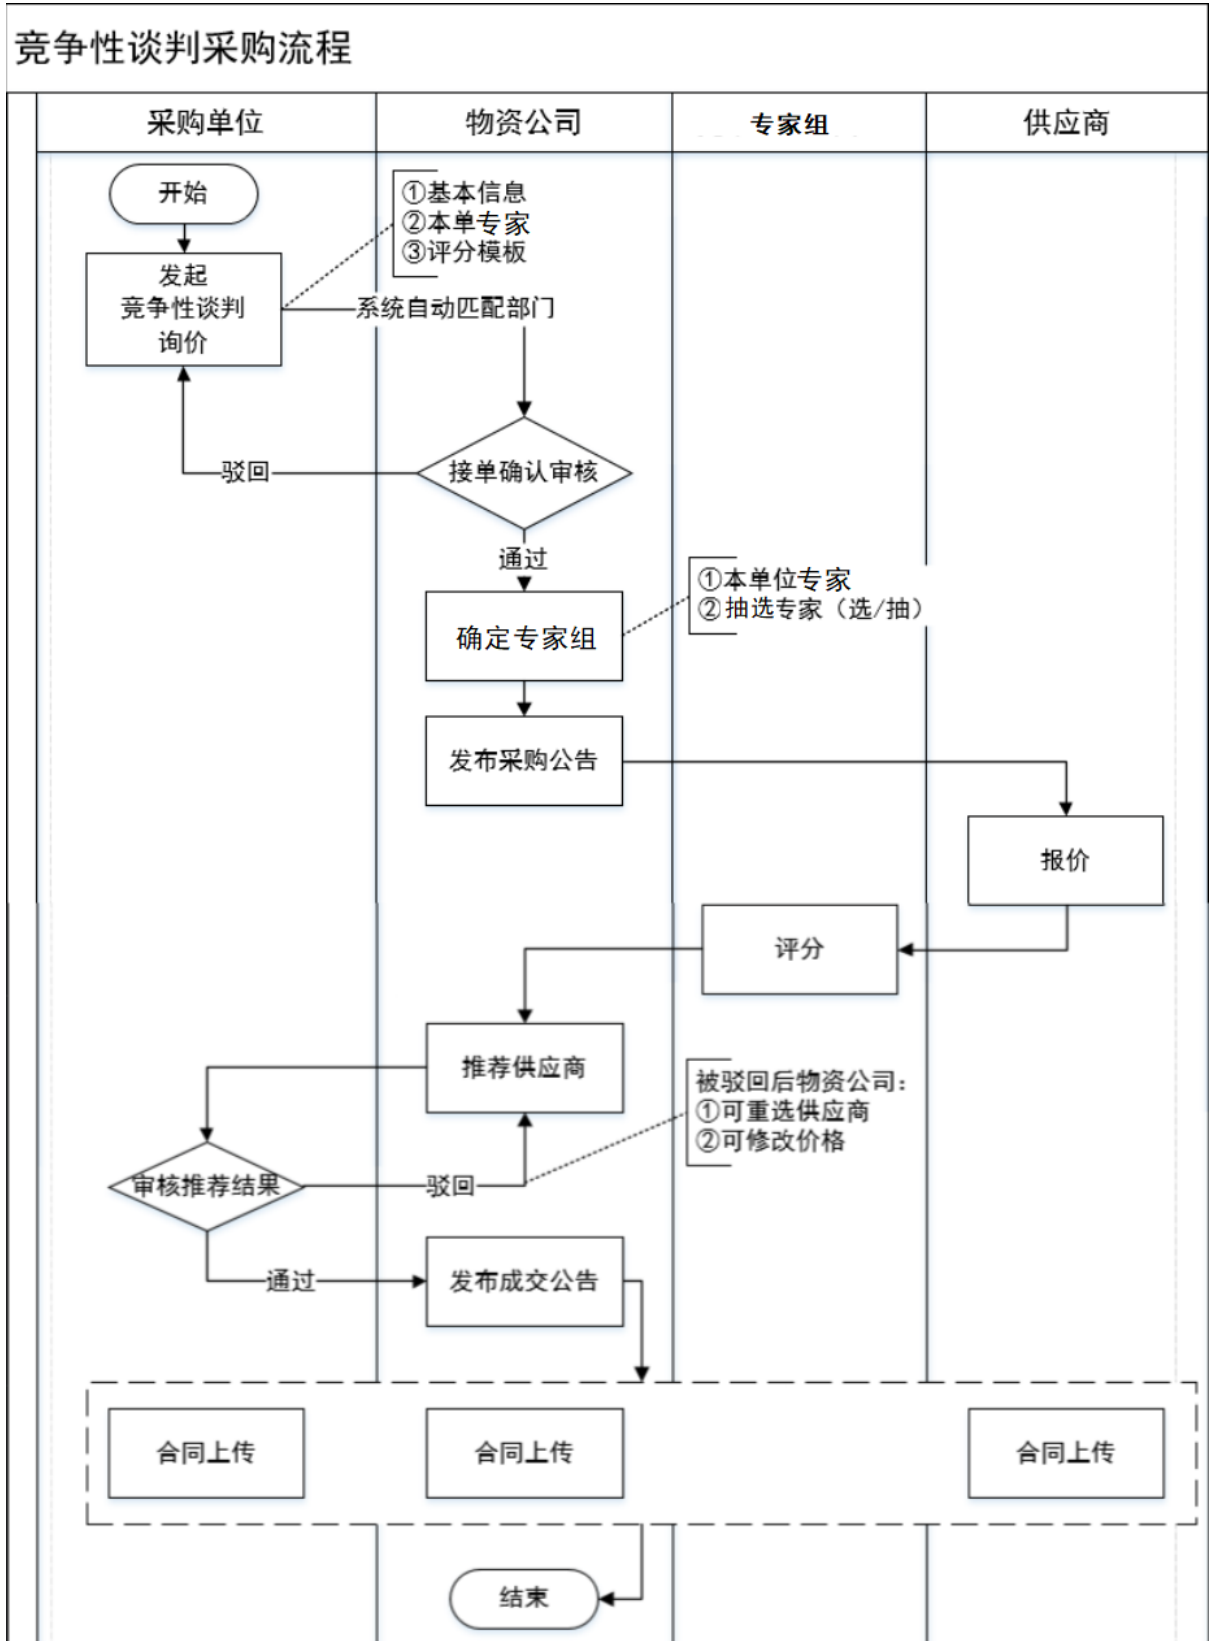 竞争性谈判采购流程
采购单位
物资公司
专家组
供应商
开始
①基本信息
②本单专家
③评分模板
发起
竞争性谈判
询价
系统自动匹配部门
驳回
接单确认审核
通过
①本单位专家
②抽选专家（选/抽）
确定专家组
发布采购公告
报价
评分
推荐供应商
被驳回后物资公司：
①可重选供应商
②可修改价格
审核推荐结果
驳回
通过
发布成交公告
合同上传
合同上传
合同上传
结束